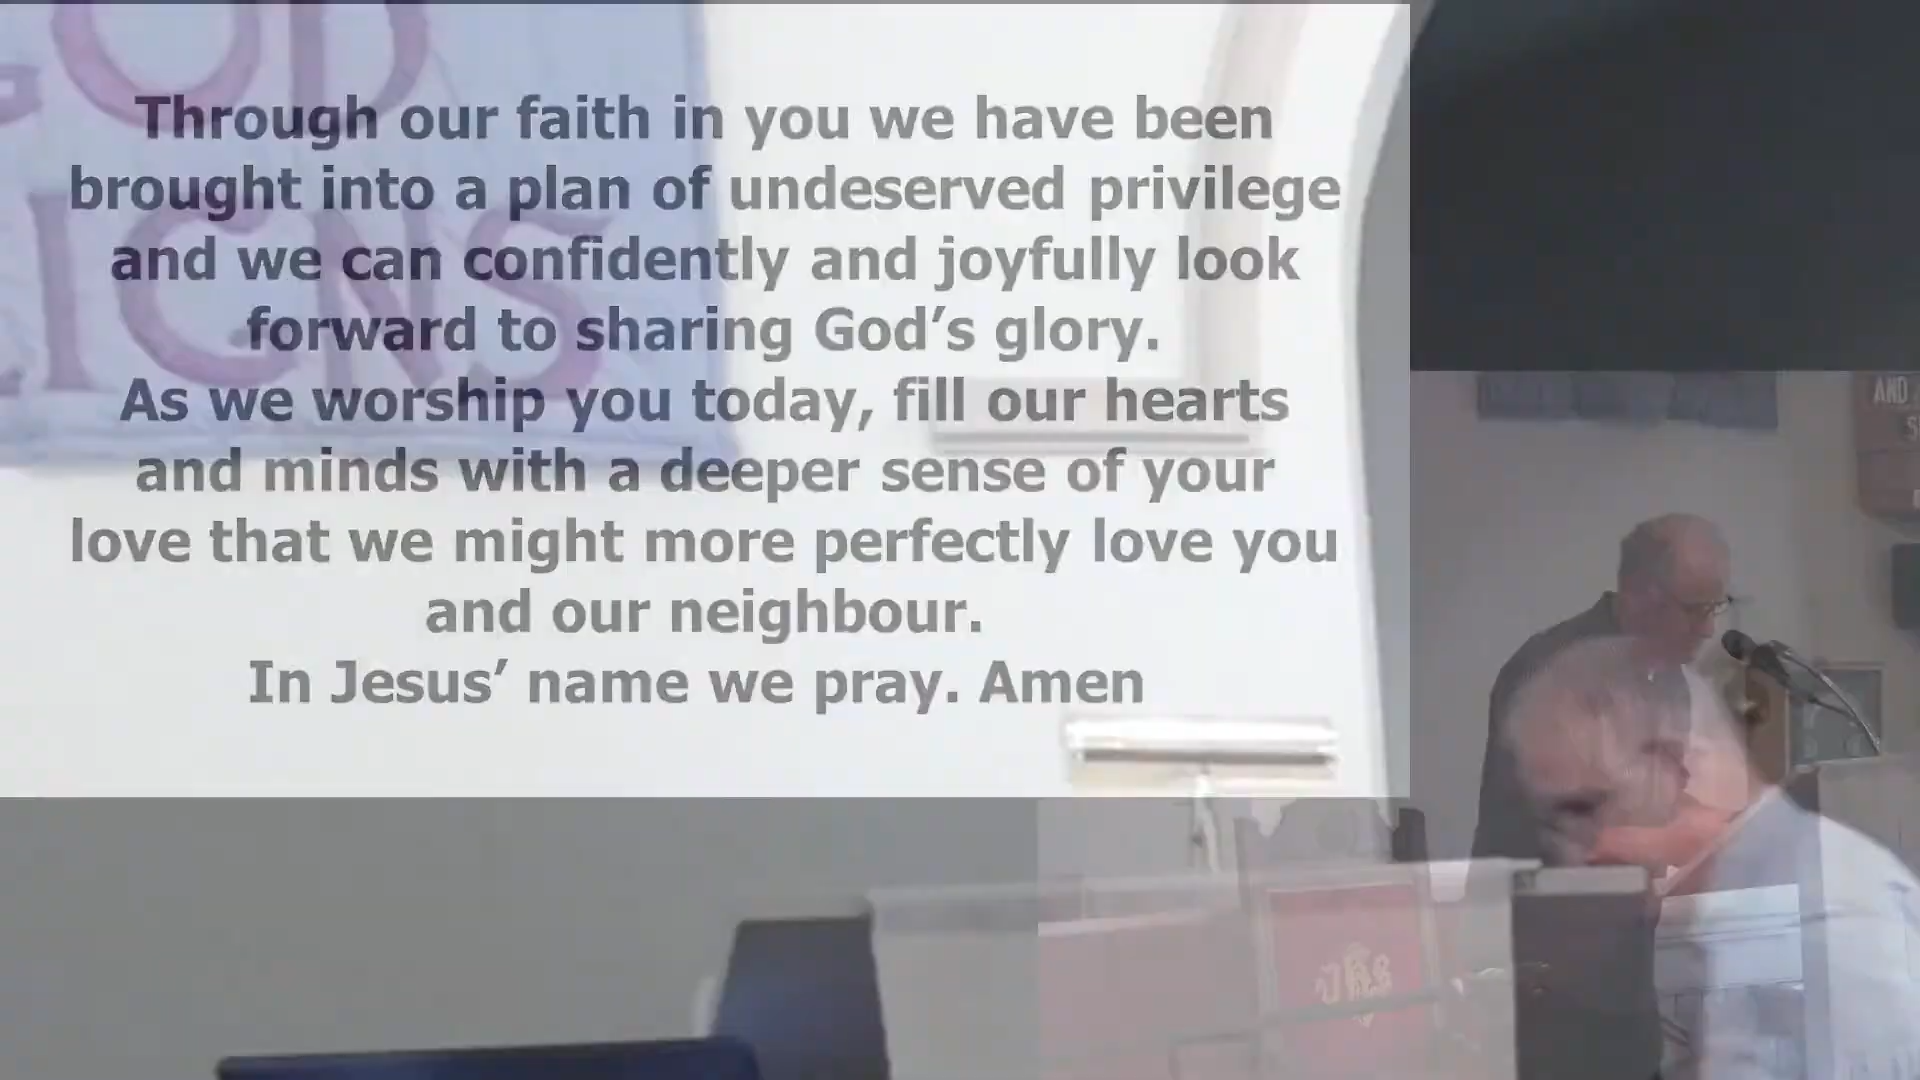 GOD
Through our faith in you we have been
brought into a plan of undeserved privilege
and we can confidently and joyfully look
forward to sharing God’s glory.
As we worship you today, fill our hearts
and minds with a deeper sense of your
love that we might more perfectly love you
and our neighbour.
In Jesus’ name we pray. Amen
AND